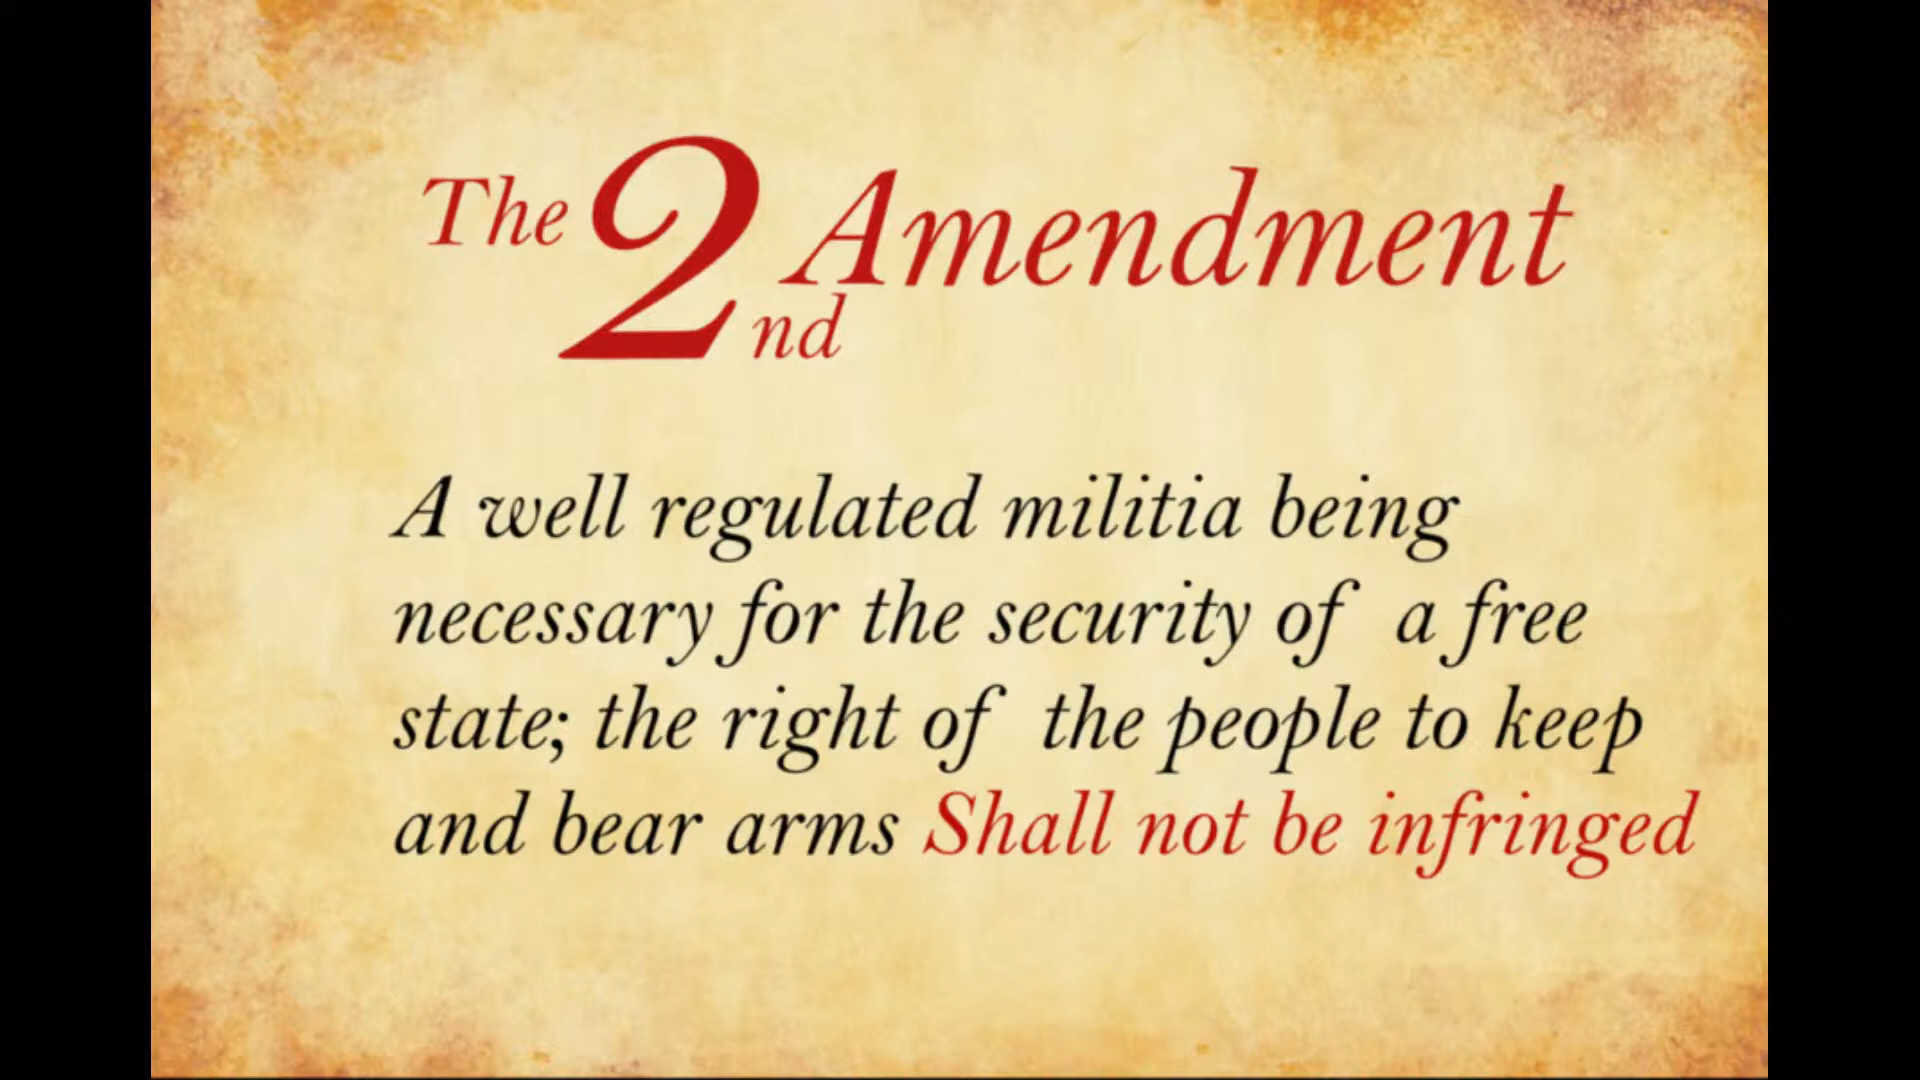 The 2nd Amendment
A well regulated militia being
necessary for the security of a free
state; the right of the people to keep
and bear arms Shall not be infringed